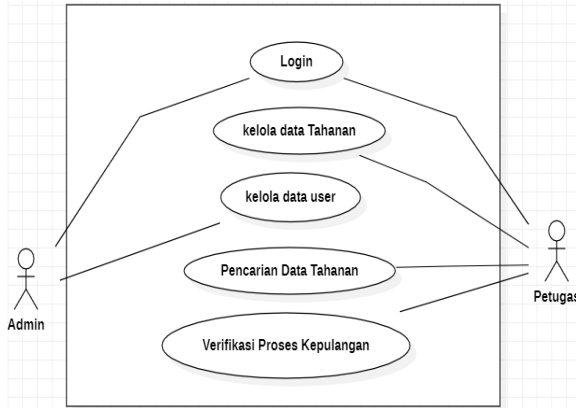 Login
kelola data Tahanan
kelola data user
Pencarian Data Tahanan
Verifikasi Proses Kepulangan
Admin
Petugas